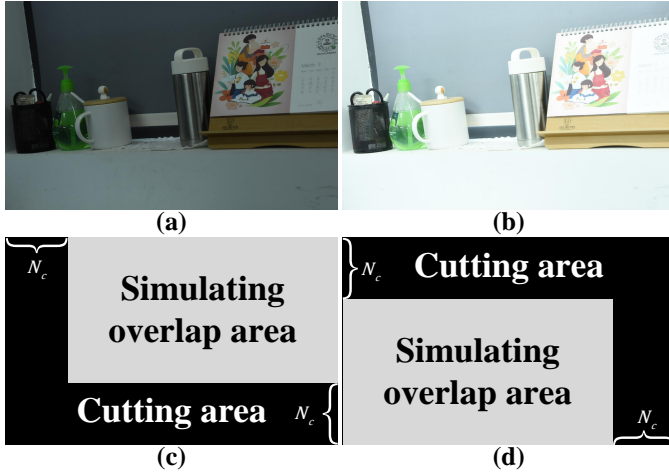 (a)
(b)
N_c
Simulating
overlap area
Cutting area
N_c
(c)
N_c
Cutting area
Simulating
overlap area
N_c
(d)